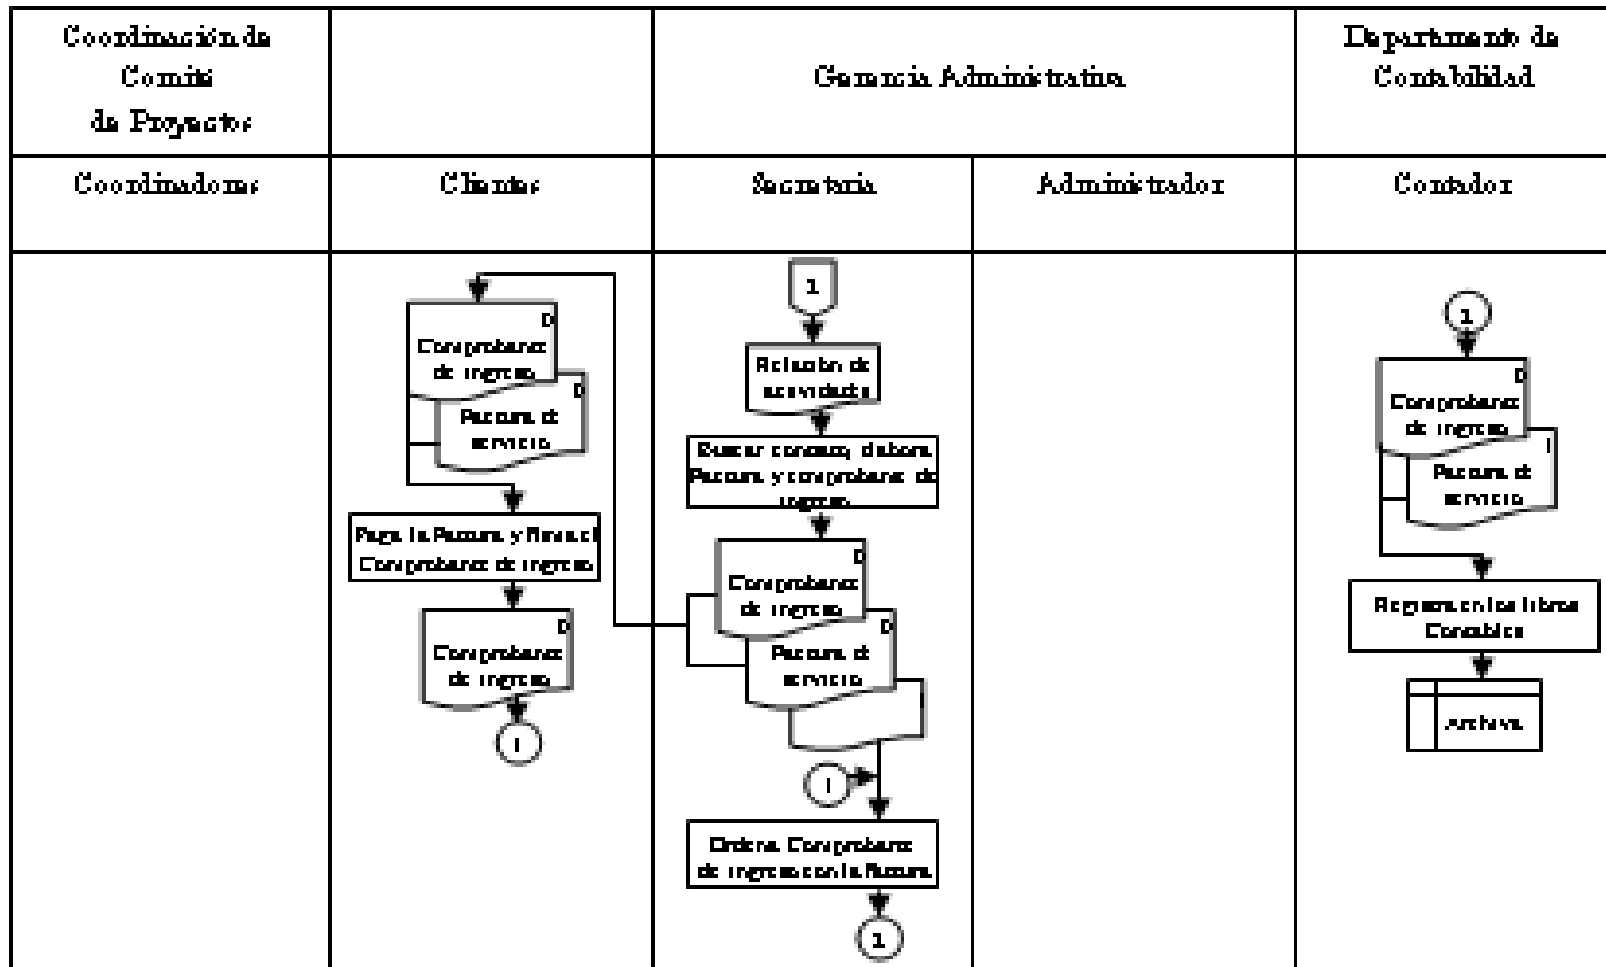 Coordinación de
Comité
de Proyectos
Gerencia Administrativa
Departamento de
Contabilidad
Coordinadores
Clientes
Secretaria
Administrador
Contador
Comprobante
de ingreso
Factura de
servicio
Paga la Factura y firma el
Comprobante de ingreso
Comprobante
de ingreso
1
Relación de
actividades
Buscar contrato, elabora
Factura y comprobante de
ingreso
Comprobante
de ingreso
Factura de
servicio
Ordena Comprobante
de ingreso con la Factura
1
1
Comprobante
de ingreso
Factura de
servicio
Registra en los libros
Contables
Archiva